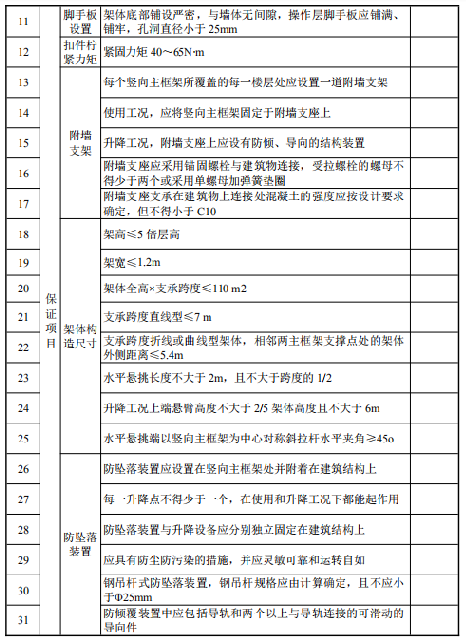 11 脚手板 架体底部铺设严密，与墙体无间隙，操作层脚手板应铺满、
设置 铺牢，孔洞直径小于25mm
12 扣件拧 紧固力矩 40～65N·m
紧力矩
13 每个竖向主框架所覆盖的每一楼层处应设置一道附墙支架
14 使用工况，应将竖向主框架固定于附墙支座上
附墙
支架
15 升降工况，附墙支座上应设有防倾、导向的结构装置
16 附墙支座应采用锚固螺栓与建筑物连接，受拉螺栓的螺母不
得少于两个或采用单螺母加弹簧垫圈
17 附墙支座支承在建筑物上连接处混凝土的强度应按设计要求
确定，但不得小于 C10
18 架高≤5 倍层高
19 架宽≤1.2m
20 架体全高×支承跨度≤110 m2
保证项目
21 支承跨度直线型≤7 m
架体构
造尺寸
22 支承跨度折线或曲线型架体，相邻两主框架支撑点处的架体
外侧距离≤5.4m
23 水平悬挑长度不大于 2m，且不大于跨度的 1/2
24 升降工况上端悬臂高度不大于 2/5 架体高度且不大于 6m
25 水平悬挑端以竖向主框架为中心对称斜拉杆水平夹角≥45o
26 防坠落装置应设置在竖向主框架处并附着在建筑结构上
27 每一升降点不得少于一个，在使用和升降工况下都能起作用
28 防坠落装置与升降设备应分别独立固定在建筑结构上
防坠落
装置
29 应具有防尘防污染的措施，并应灵敏可靠和运转自如
30 钢吊杆式防坠落装置，钢吊杆规格应由计算确定，且不应小
于Φ25mm
31 防倾覆装置中应包括导轨和两个以上与导轨连接的可滑动的
导向件